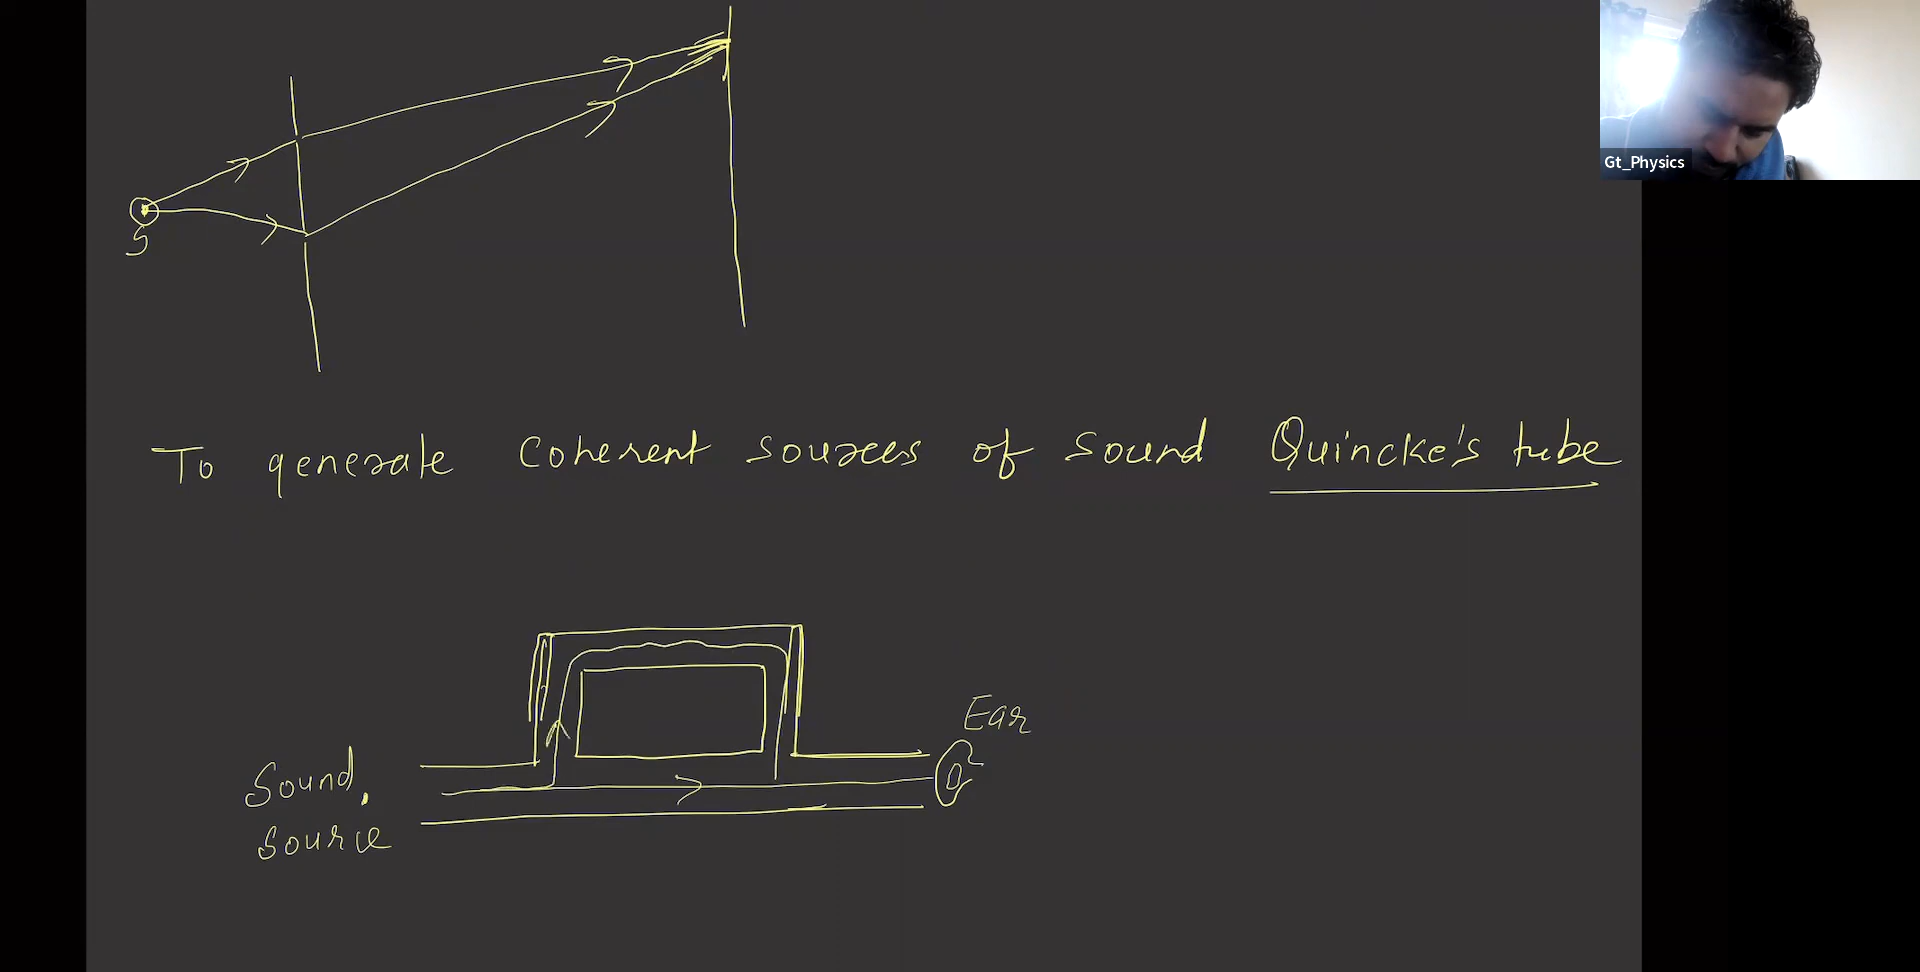 Gt_Physics
S
To generate coherent sources of sound Quincke's tube
Ear
Sound
source